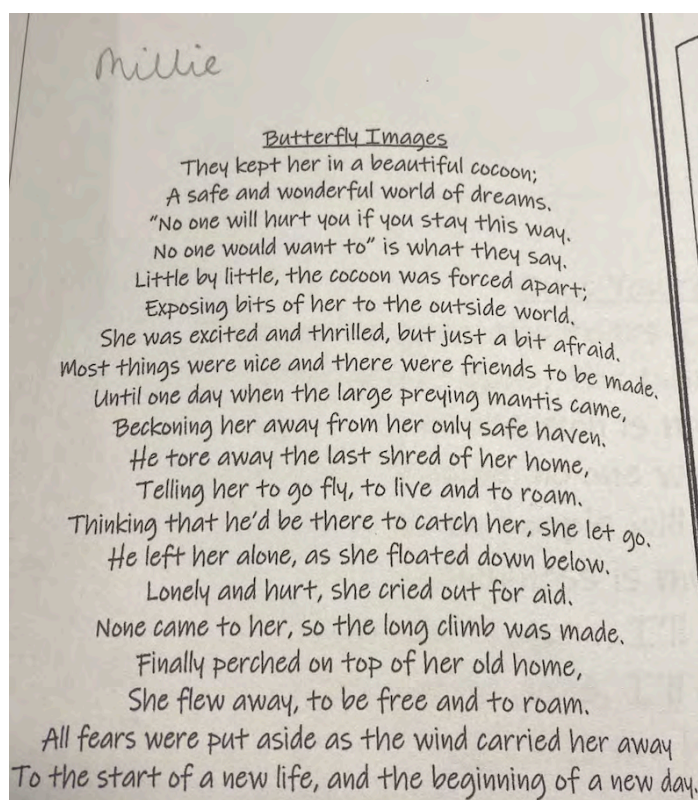 Millie
Butterfly Images
They kept her in a beautiful cocoon;
A safe and wonderful world of dreams.
"No one will hurt you if you stay this way.
No one would want to" is what they say.
Little by little, the cocoon was forced apart;
Exposing bits of her to the outside world.
She was excited and thrilled, but just a bit afraid.
Most things were nice and there were friends to be made.
Until one day when the large preying mantis came,
Beckoning her away from her only safe haven.
He tore away the last shred of her home,
Telling her to go fly, to live and to roam.
Thinking that he'd be there to catch her, she let go.
He left her alone, as she floated down below.
Lonely and hurt, she cried out for aid.
None came to her, so the long climb was made.
Finally perched on top of her old home,
She flew away, to be free and to roam.
All fears were put aside as the wind carried her away
To the start of a new life, and the beginning of a new day.